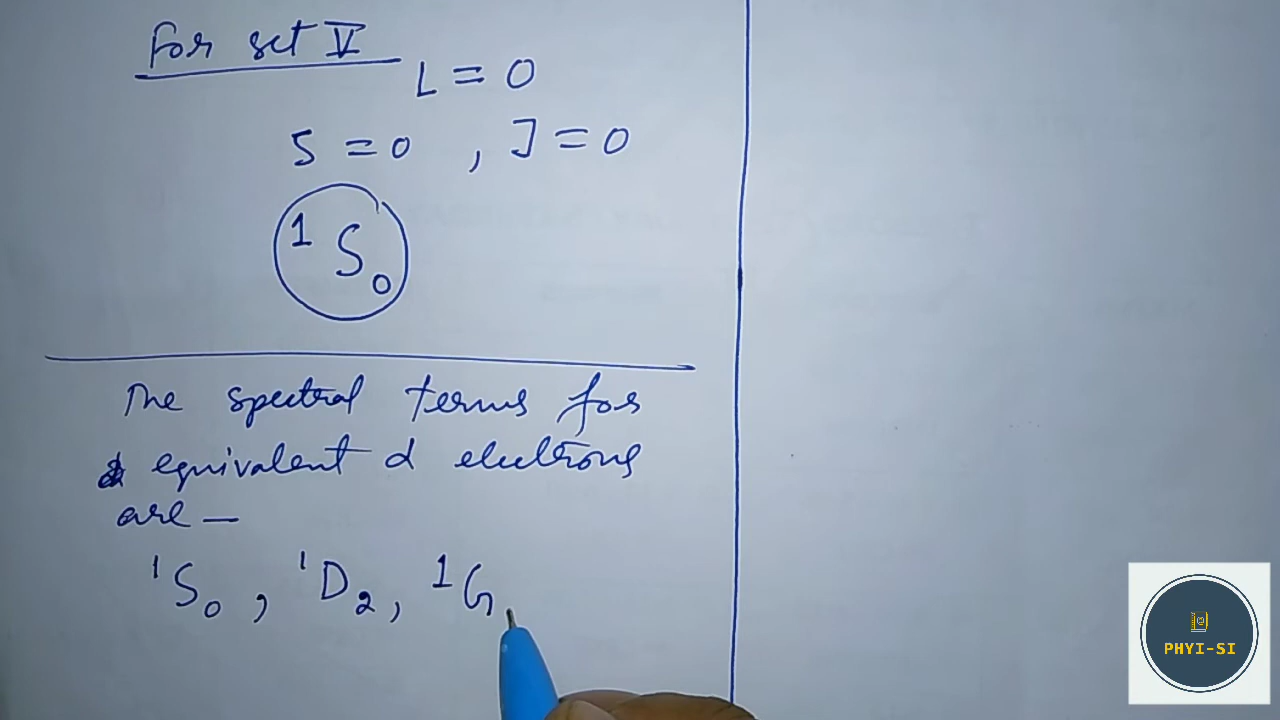 For set V
L = 0
S = 0 , J = 0
¹S₀
The spectral terms for
equivalent d electrons
are –
¹S₀ , ¹D₂ , ¹G
PHYI-SI